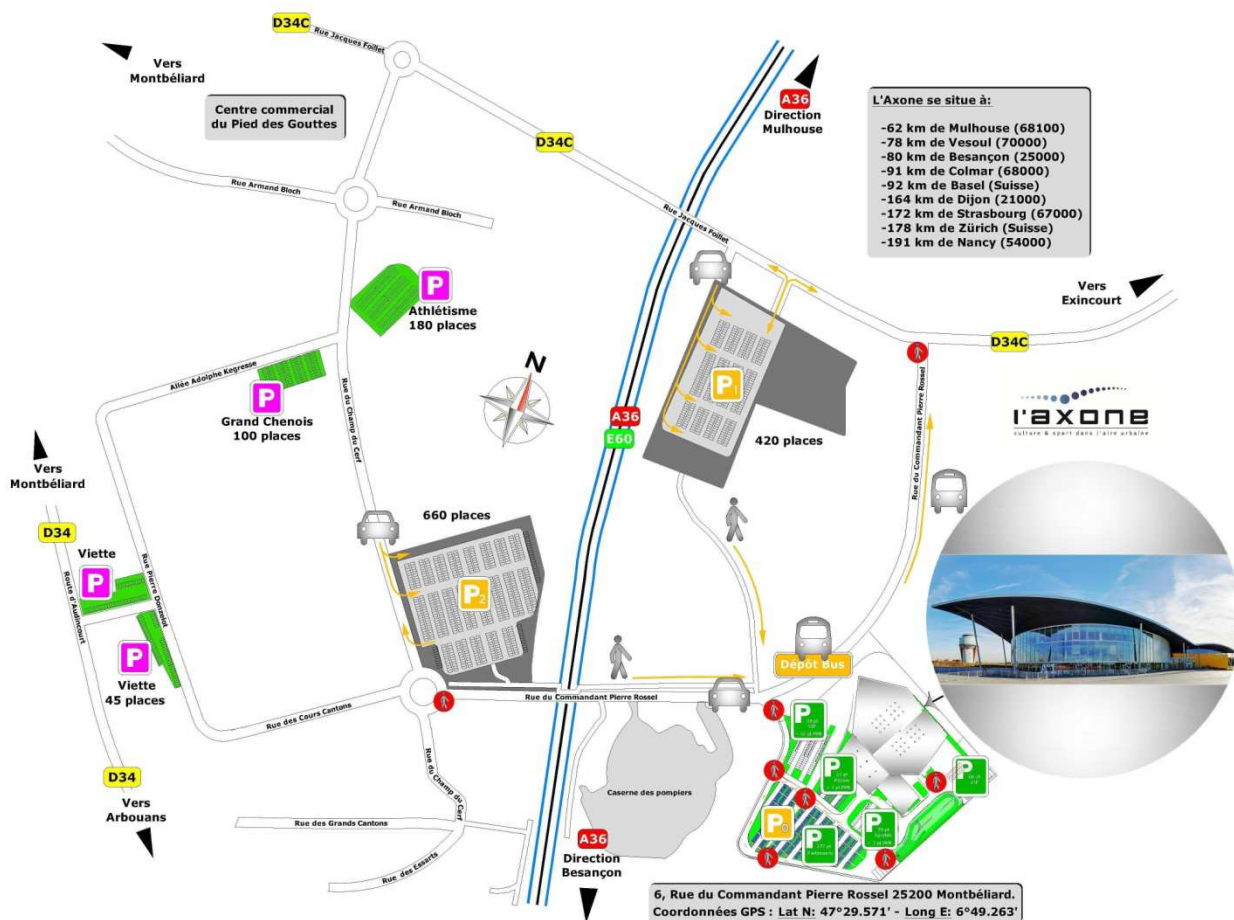 D34C
Rue Jacques Foillet
Vers
Montbéliard
Centre commercial
du Pied des Gouttes
A36
Direction
Mulhouse
L'Axone se situe à:
-62 km de Mulhouse (68100)
-78 km de Vesoul (70000)
-80 km de Besançon (25000)
-91 km de Colmar (68000)
-92 km de Basel (Suisse)
-164 km de Dijon (21000)
-172 km de Strasbourg (67000)
-178 km de Zürich (Suisse)
-191 km de Nancy (54000)
D34C
Rue Armand Bloch
Rue Armand Bloch
Rue Jacques Foillet
Vers
Exincourt
P
Athlétisme
180 places
D34C
Allée Adolphe Kegresse
N
P
Grand Chenois
100 places
Rue du Champ du Cerf
P1
420 places
A36
E60
Rue du Commandant Pierre Rossel
l'axone
culture & sport dans l'aire urbaine
Vers
Montbéliard
D34
660 places
Viette
P
P2
Route d'Audincourt
Rue Pierre Donzelot
P
Viette
45 places
Dépôt Bus
Rue du Commandant Pierre Rossel
Rue des Cours Cantons
P
P
P
Rue du Champ du Cerf
Caserne des pompiers
D34
Vers
Arbouans
Rue des Grands Cantons
P0
P
P
A36
Direction
Besançon
Rue des Essarts
6, Rue du Commandant Pierre Rossel 25200 Montbéliard.
Coordonnées GPS : Lat N: 47°29.571' - Long E: 6°49.263'